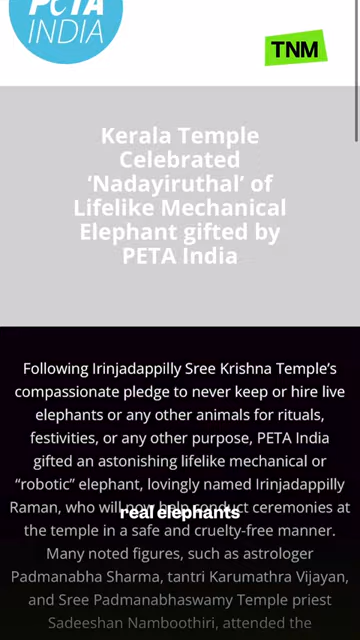 PETA
INDIA
TNM
Kerala Temple
Celebrated
‘Nadayiruthal’ of
Lifelike Mechanical
Elephant gifted by
PETA India
Following Irinjadappilly Sree Krishna Temple’s
compassionate pledge to never keep or hire live
elephants or any other animals for rituals,
festivities, or any other purpose, PETA India
gifted an astonishing lifelike mechanical or
“robotic” elephant, lovingly named Irinjadappilly
Raman, who will now help conduct ceremonies at
real elephants
the temple in a safe and cruelty-free manner.
Many noted figures, such as astrologer
Padmanabha Sharma, tantri Karumathra Vijayan,
and Sree Padmanabhaswamy Temple priest
Sadeeshan Namboothiri, attended the